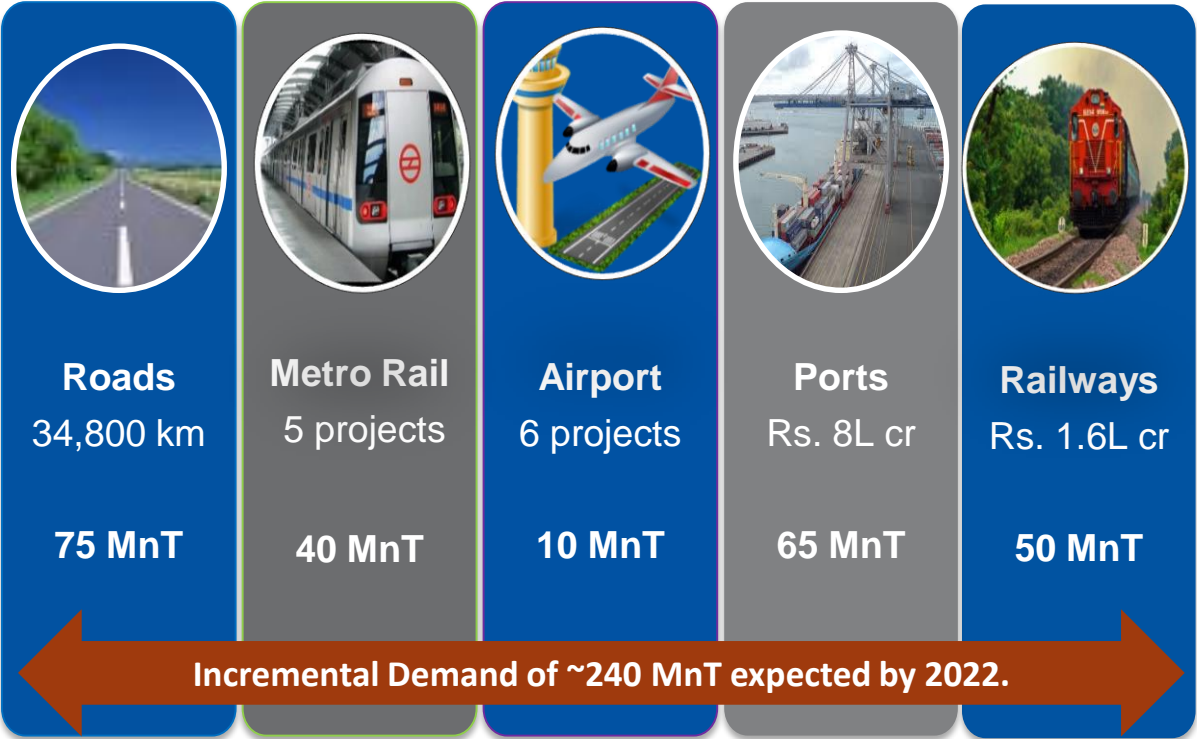 Roads
34,800 km
75 MnT
Metro Rail
5 projects
40 MnT
Airport
6 projects
10 MnT
Ports
Rs. 8L cr
65 MnT
Railways
Rs. 1.6L cr
50 MnT
Incremental Demand of ~240 MnT expected by 2022.